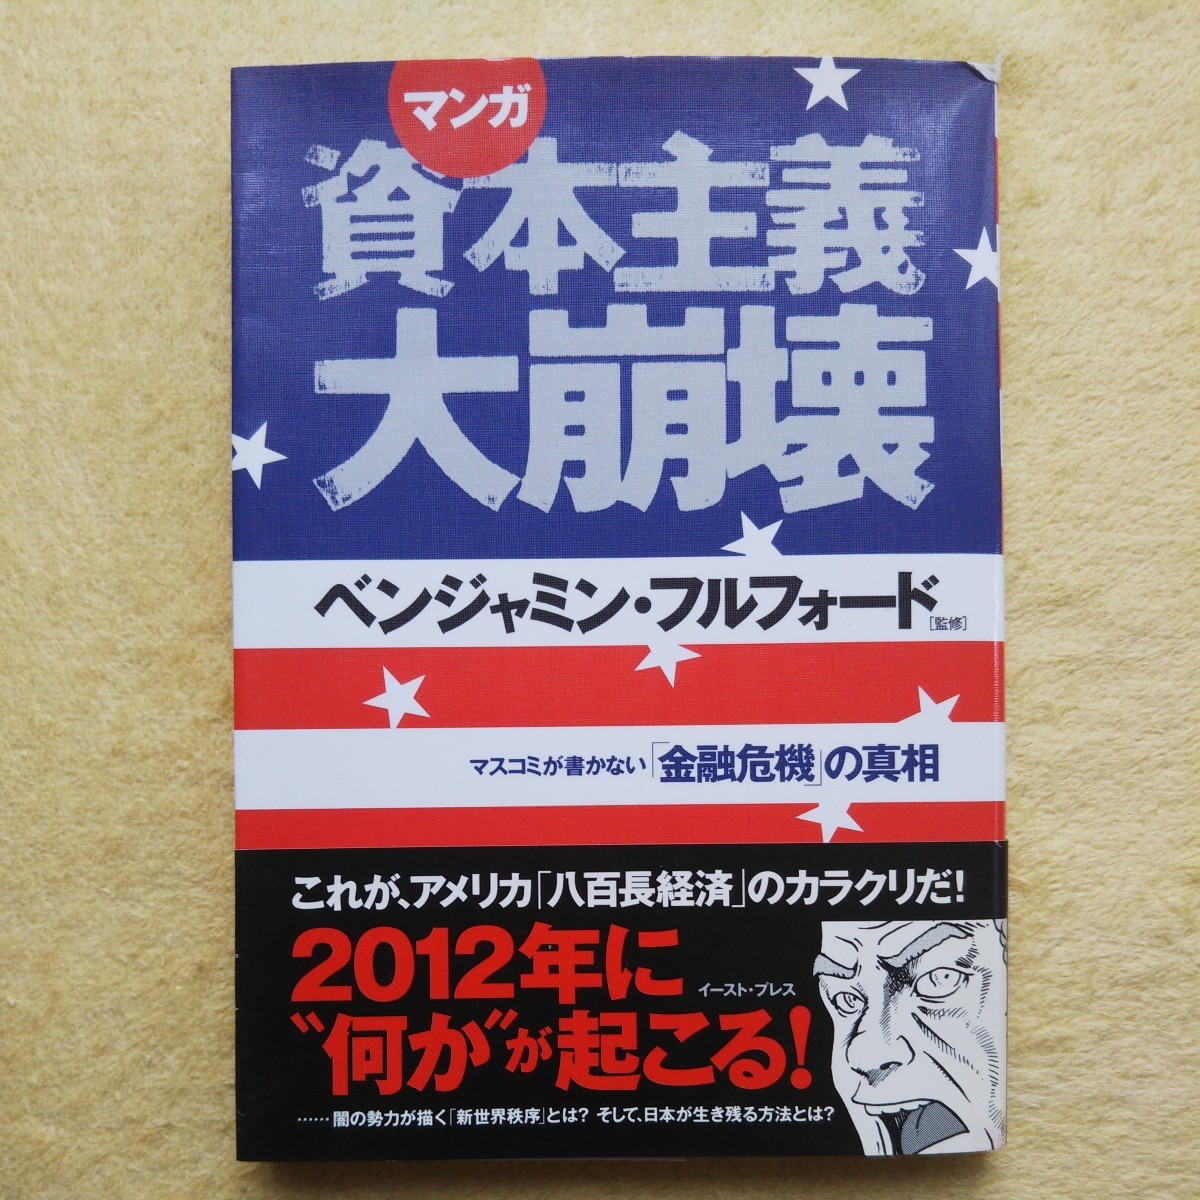 マンガ
資本主義
大崩壊
ベンジャミン・フルフォード[監修]
マスコミが書かない「金融危機」の真相
これが、アメリカ「八百長経済」のカラクリだ!
2012年に
イースト・プレス
“何か”が起こる!
……闇の勢力が描く「新世界秩序」とは? そして、日本が生き残る方法とは?